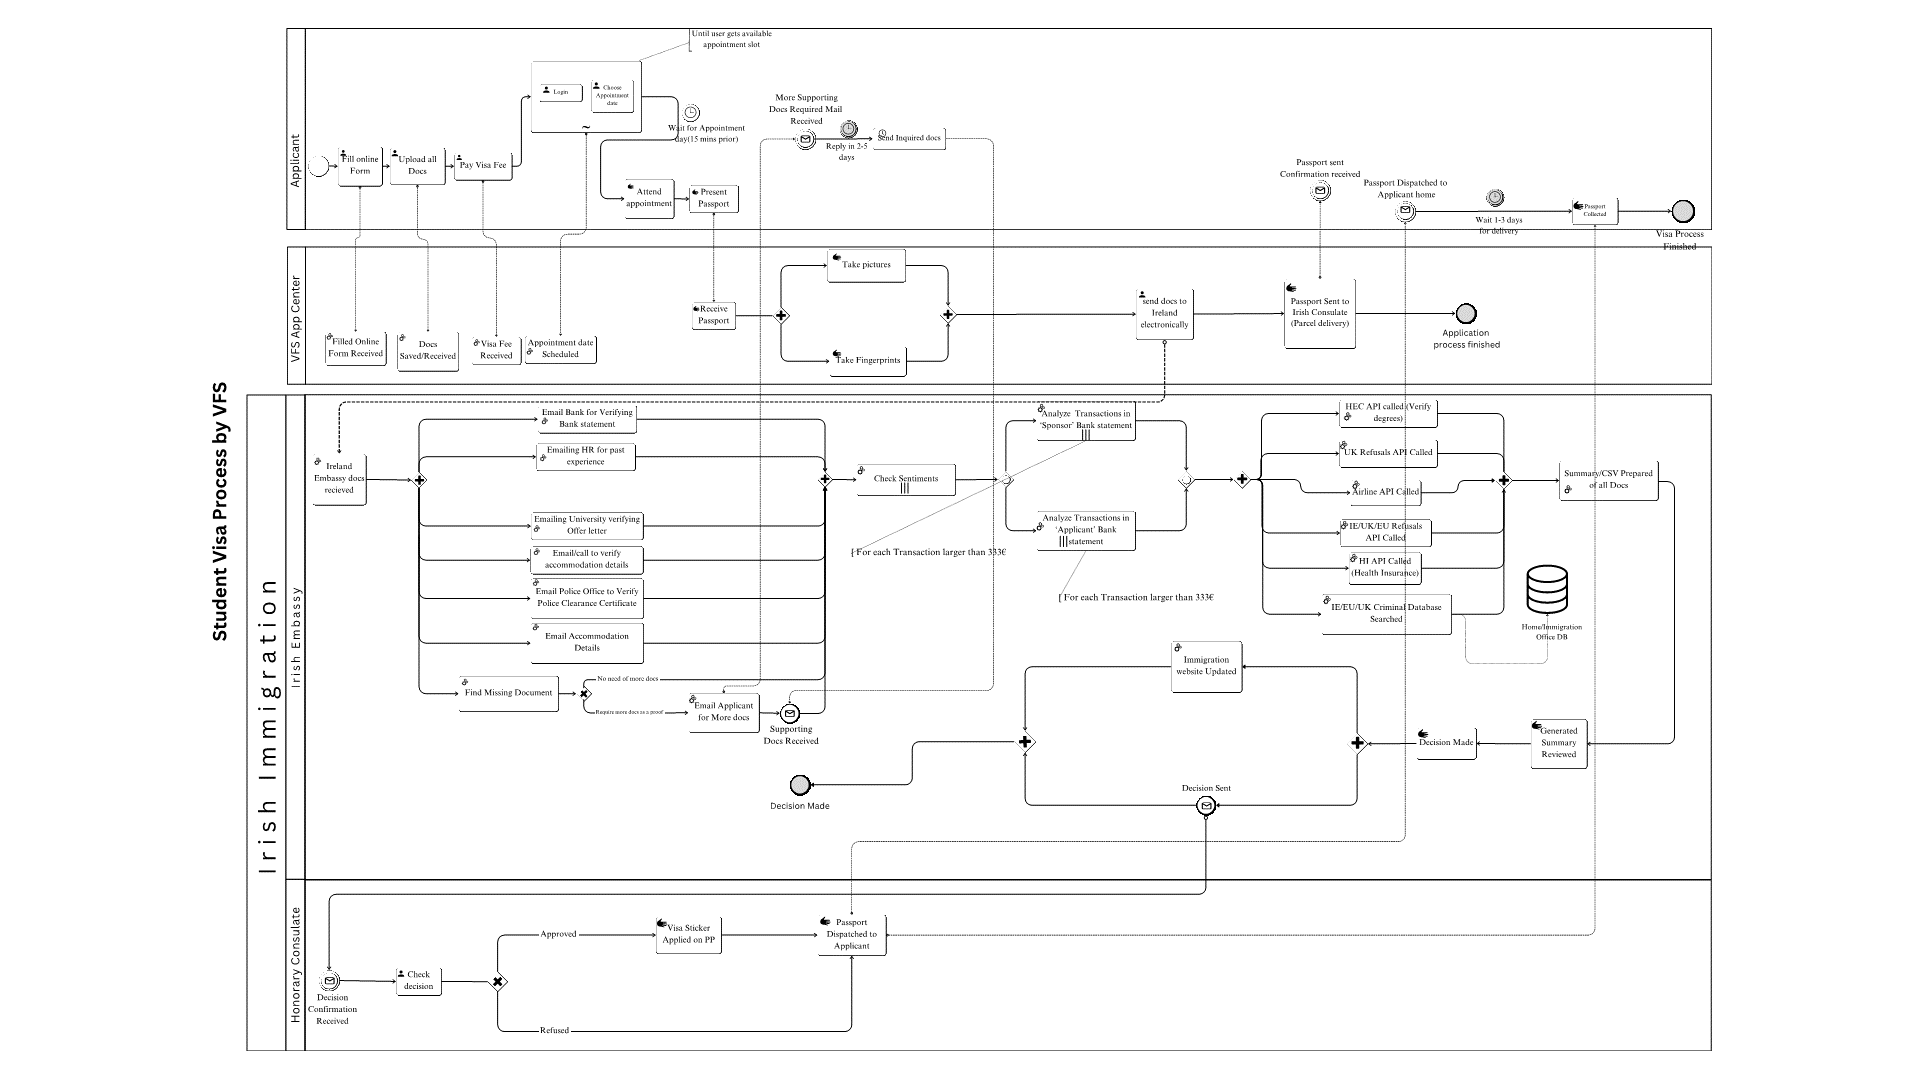 Student Visa Process by VFS
Applicant
Until user gets available
appointment slot
Login
Choose
Appointment
date
~
Wait for Appointment
day(15 mins prior)
Fill online
Form
Upload all
Docs
Pay Visa Fee
Attend
appointment
Present
Passport
More Supporting
Docs Required Mail
Received
Reply in 2-5
days
Send Inquired docs
Passport sent
Confirmation received
Passport Dispatched to
Applicant home
Wait 1-3 days
for delivery
Passport
Collected
Visa Process
Finished
VFS App Center
Filled Online
Form Received
Docs
Saved/Received
Visa Fee
Received
Appointment date
Scheduled
Receive
Passport
Take pictures
Take Fingerprints
send docs to
Ireland
electronically
Passport Sent to
Irish Consulate
(Parcel delivery)
Application
process finished
Irish Immigration
Irish Embassy
Ireland
Embassy docs
recieved
Email Bank for Verifying
Bank statement
Emailing HR for past
experience
Emailing University verifying
Offer letter
Email/call to verify
accommodation details
Email Police Office to Verify
Police Clearance Certificate
Email Accommodation
Details
Find Missing Document
No need of more docs
Require more docs as a proof
Email Applicant
for More docs
Supporting
Docs Received
Check Sentiments
Analyze Transactions in
‘Sponsor’ Bank statement
Analyze Transactions in
‘Applicant’ Bank
statement
[ For each Transaction larger than 333€
[ For each Transaction larger than 333€
HEC API called (Verify
degrees)
UK Refusals API Called
Airline API Called
IE/UK/EU Refusals
API Called
HI API Called
(Health Insurance)
IE/EU/UK Criminal Database
Searched
Home/Immigration
Office DB
Summary/CSV Prepared
of all Docs
Generated
Summary
Reviewed
Decision Made
Immigration
website Updated
Decision Sent
Decision Made
Honorary Consulate
Decision
Confirmation
Received
Check
decision
Approved
Refused
Visa Sticker
Applied on PP
Passport
Dispatched to
Applicant